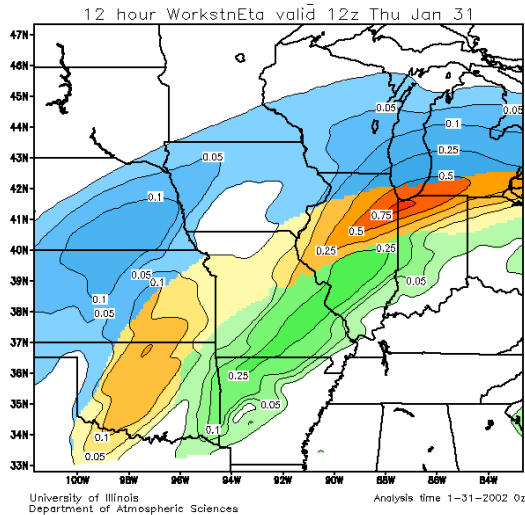 12 hour WorkstnEta valid 12z Thu Jan 31
47N
46N
45N
44N
43N
42N
41N
40N
39N
38N
37N
36N
35N
34N
33N
0.05
0.05
0.1
0.05
0.25
0.1
0.5
0.75
0.5
0.25
0.25
0.05
0.1
0.1
0.05
0.05
0.25
0.05
0.1
0.1
0.05
100W
98W
96W
94W
92W
90W
88W
86W
84W
University of Illinois
Department of Atmospheric Sciences
Analysis time 1-31-2002 0z